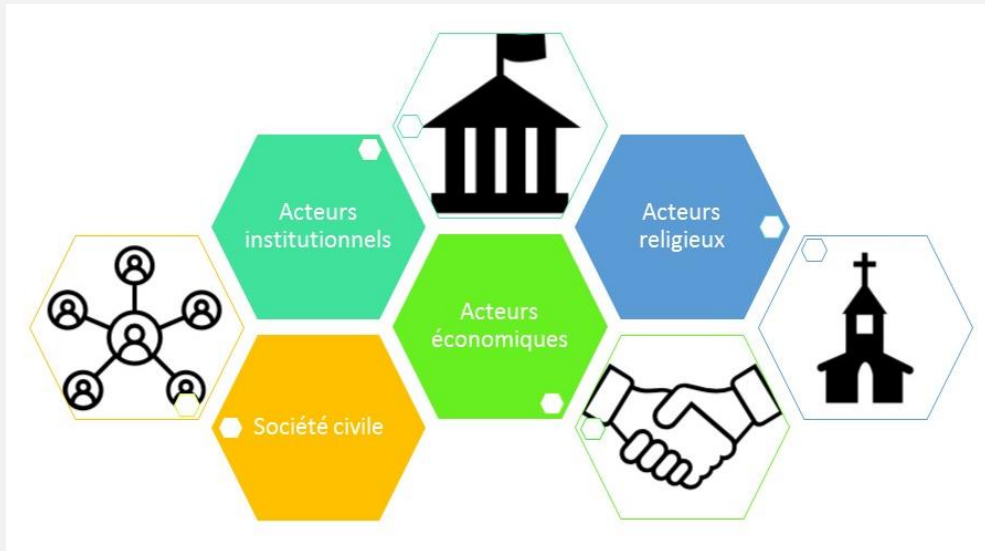 Acteurs
institutionnels
Acteurs
religieux
Acteurs
économiques
Société civile